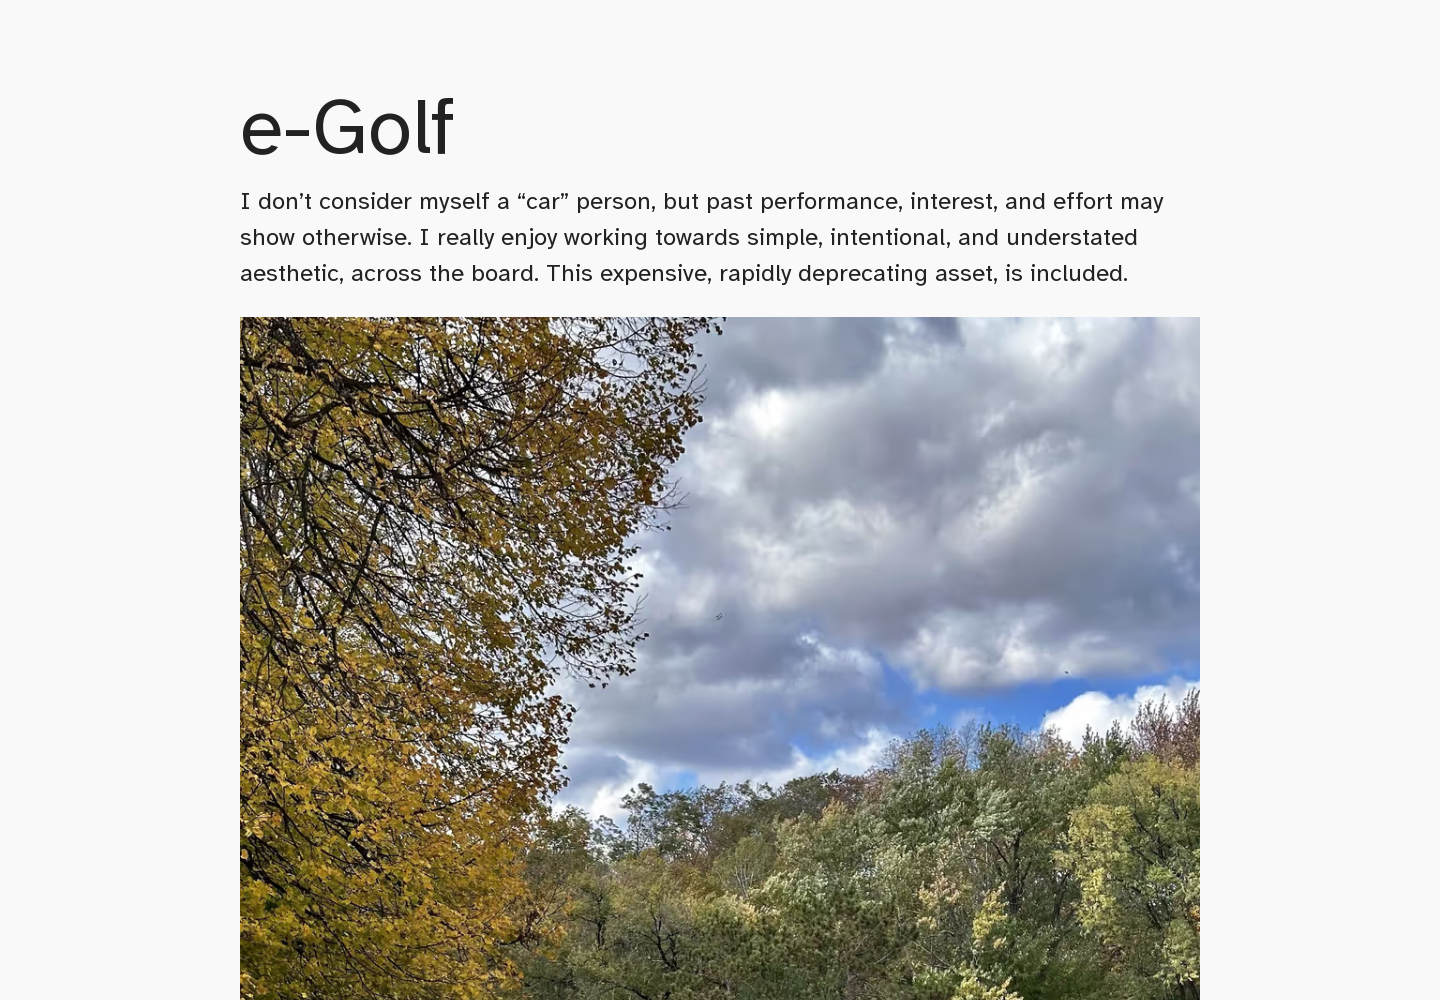 e-Golf
I don’t consider myself a “car” person, but past performance, interest, and effort may
show otherwise. I really enjoy working towards simple, intentional, and understated
aesthetic, across the board. This expensive, rapidly deprecating asset, is included.